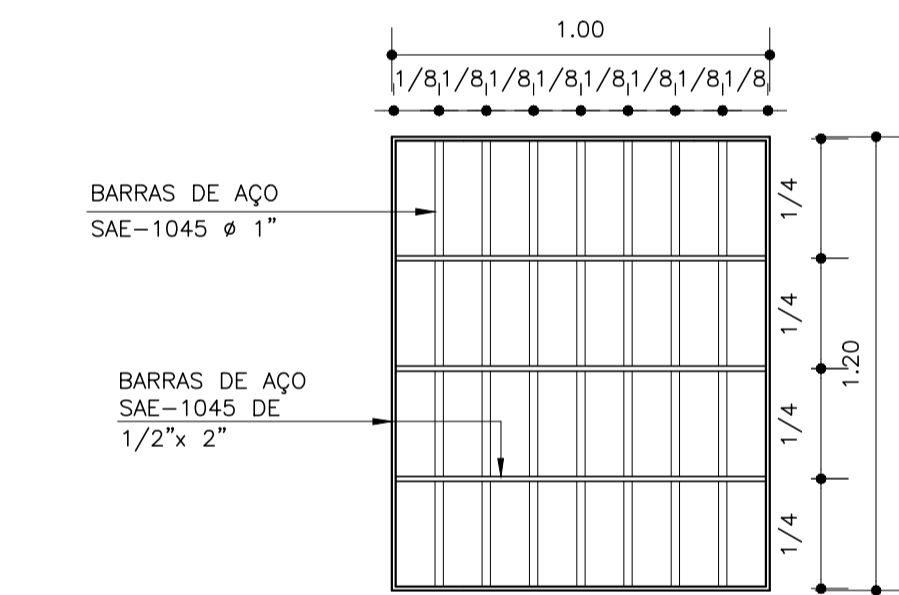 1.00
1/8 1/8 1/8 1/8 1/8 1/8 1/8 1/8
BARRAS DE AÇO
SAE-1045 ø 1"
1/4
1/4
1.20
BARRAS DE AÇO
SAE-1045 DE
1/2"x 2"
1/4
1/4